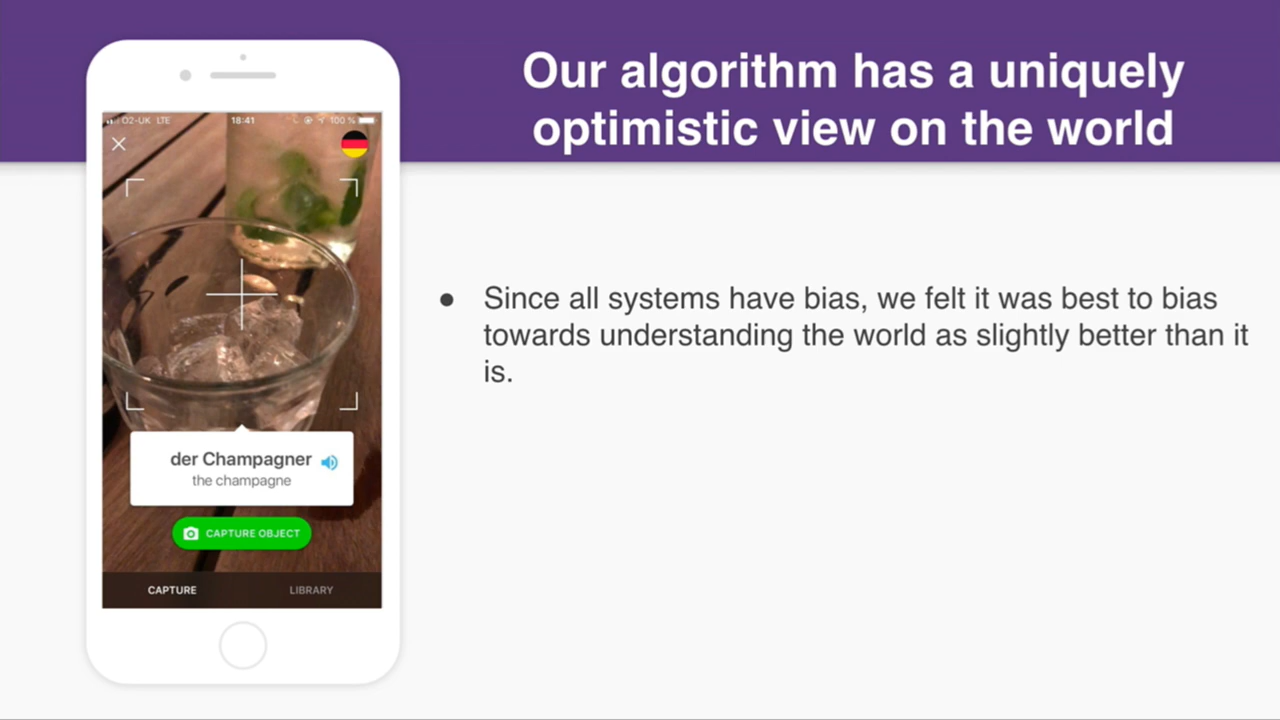 Our algorithm has a uniquely
optimistic view on the world
O2-UK LTE 18:41 100 %
der Champagner
the champagne
CAPTURE OBJECT
CAPTURE LIBRARY
● Since all systems have bias, we felt it was best to bias
towards understanding the world as slightly better than it
is.